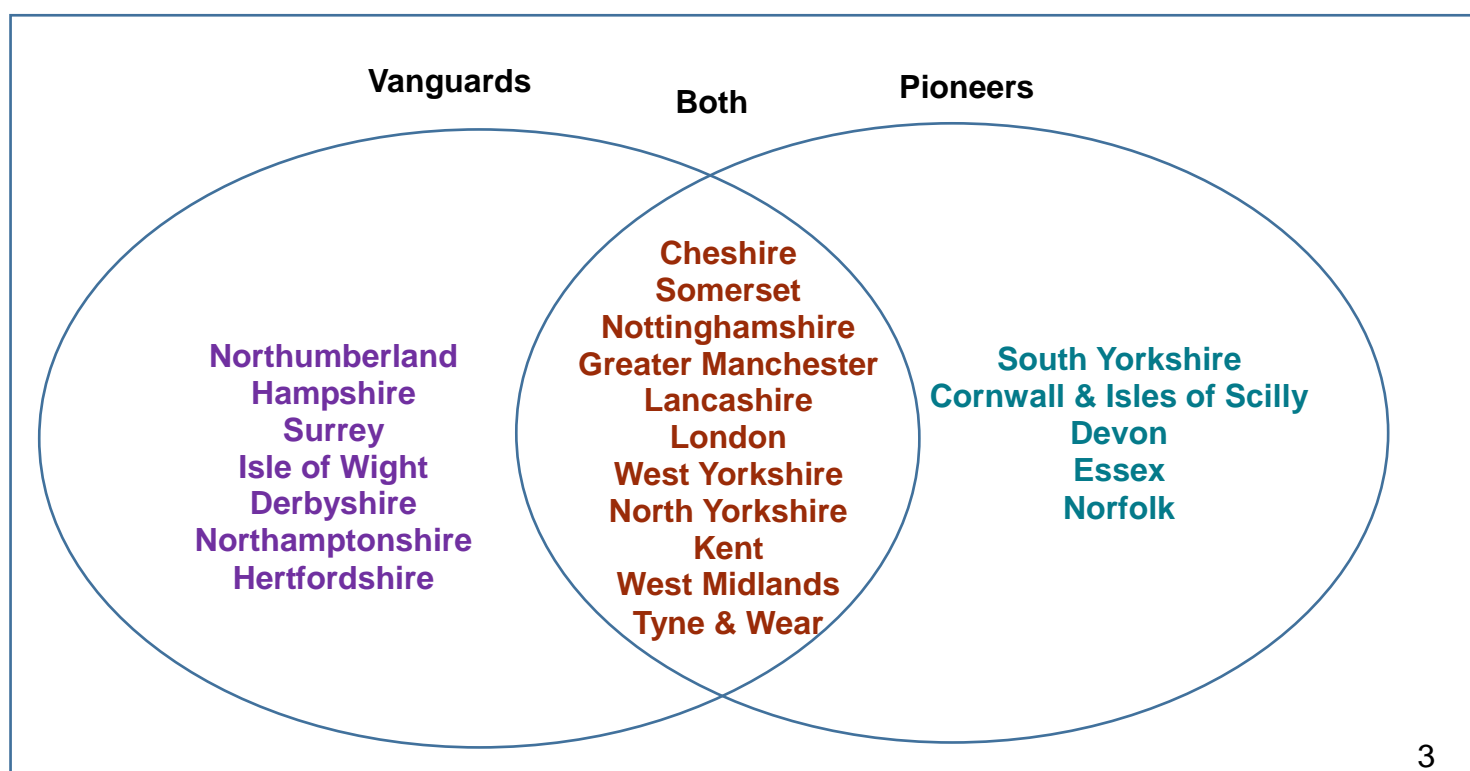 Vanguards
Both
Pioneers
Northumberland
Hampshire
Surrey
Isle of Wight
Derbyshire
Northamptonshire
Hertfordshire
Cheshire
Somerset
Nottinghamshire
Greater Manchester
Lancashire
London
West Yorkshire
North Yorkshire
Kent
West Midlands
Tyne & Wear
South Yorkshire
Cornwall & Isles of Scilly
Devon
Essex
Norfolk
3